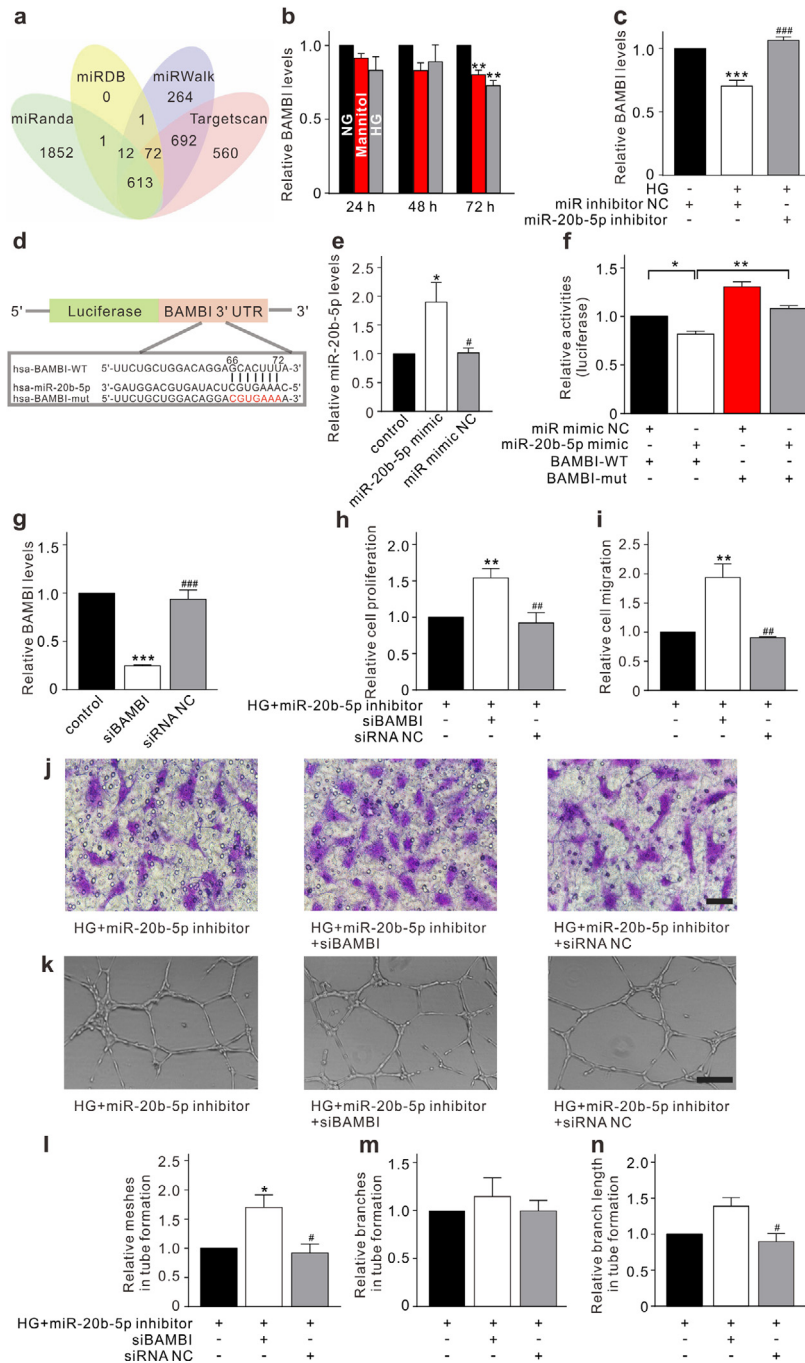 a
miRDB
0
miRWalk
264
miRanda
1852
Targetscan
560
1
1
12
72
692
613
b
Relative BAMBI levels
1.0
0.5
0
NG
Mannitol
HG
**
**
24 h
48 h
72 h
c
Relative BAMBI levels
1.0
0.5
0
***
###
HG - + +
miR inhibitor NC + + -
miR-20b-5p inhibitor - - +
d
5'
Luciferase
BAMBI 3' UTR
3'
66 72
hsa-BAMBI-WT 5'-UUCUGCUGGACAGGAGCACUUUA-3'
hsa-miR-20b-5p 3'-GAUGGACGUGAUACUCGUGAAAC-5'
hsa-BAMBI-mut 5'-UUCUGCUGGACAGGACGUGAAAA-3'
e
Relative miR-20b-5p levels
2.5
2.0
1.5
1.0
0.5
0
*
#
control
miR-20b-5p mimic
miR mimic NC
f
Relative activities
(luciferase)
1.5
1.0
0.5
0
*
**
miR mimic NC + - + -
miR-20b-5p mimic - + - +
BAMBI-WT + + - -
BAMBI-mut - - + +
g
Relative BAMBI levels
1.5
1.0
0.5
0
***
###
control
siBAMBI
siRNA NC
h
Relative cell proliferation
2.0
1.5
1.0
0.5
0
**
##
HG+miR-20b-5p inhibitor + + +
siBAMBI - + -
siRNA NC - - +
i
Relative cell migration
2.5
2.0
1.5
1.0
0.5
0
**
##
+ + +
- + -
- - +
j
HG+miR-20b-5p inhibitor
HG+miR-20b-5p inhibitor
+siBAMBI
HG+miR-20b-5p inhibitor
+siRNA NC
k
HG+miR-20b-5p inhibitor
HG+miR-20b-5p inhibitor
+siBAMBI
HG+miR-20b-5p inhibitor
+siRNA NC
l
Relative meshes
in tube formation
2.5
2.0
1.5
1.0
0.5
0
*
#
HG+miR-20b-5p inhibitor + + +
siBAMBI - + -
siRNA NC - - +
m
Relative branches
in tube formation
1.5
1.0
0.5
0
+ + +
- + -
- - +
n
Relative branch length
in tube formation
2.0
1.5
1.0
0.5
0
#
+ + +
- + -
- - +